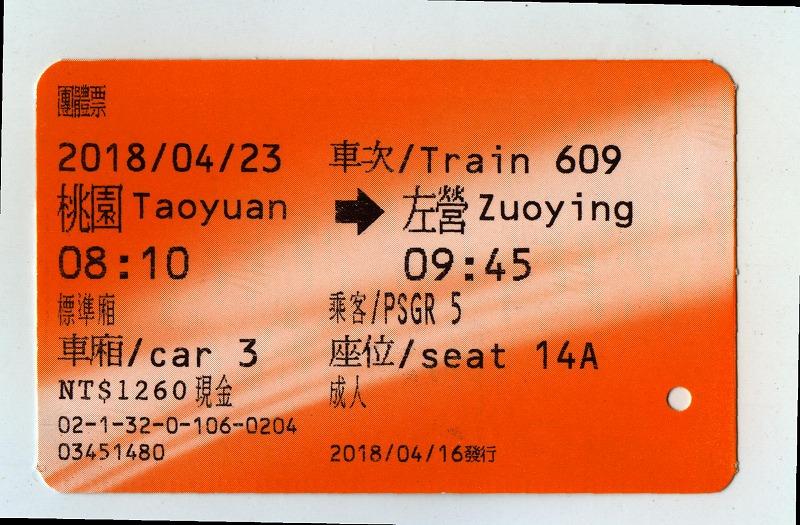 團體票
2018/04/23 車次/Train 609
桃園 Taoyuan → 左營 Zuoying
08:10 09:45
標準廂 乘客/PSGR 5
車廂/car 3 座位/seat 14A
NT$1260 現金 成人
02-1-32-0-106-0204
03451480 2018/04/16發行